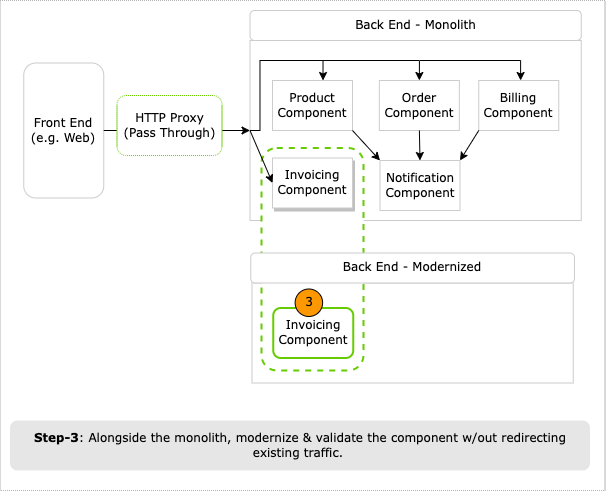 Back End - Monolith
Front End
(e.g. Web)
HTTP Proxy
(Pass Through)
Product
Component
Order
Component
Billing
Component
Invoicing
Component
Notification
Component
Back End - Modernized
3
Invoicing
Component
Step-3: Alongside the monolith, modernize & validate the component w/out redirecting
existing traffic.